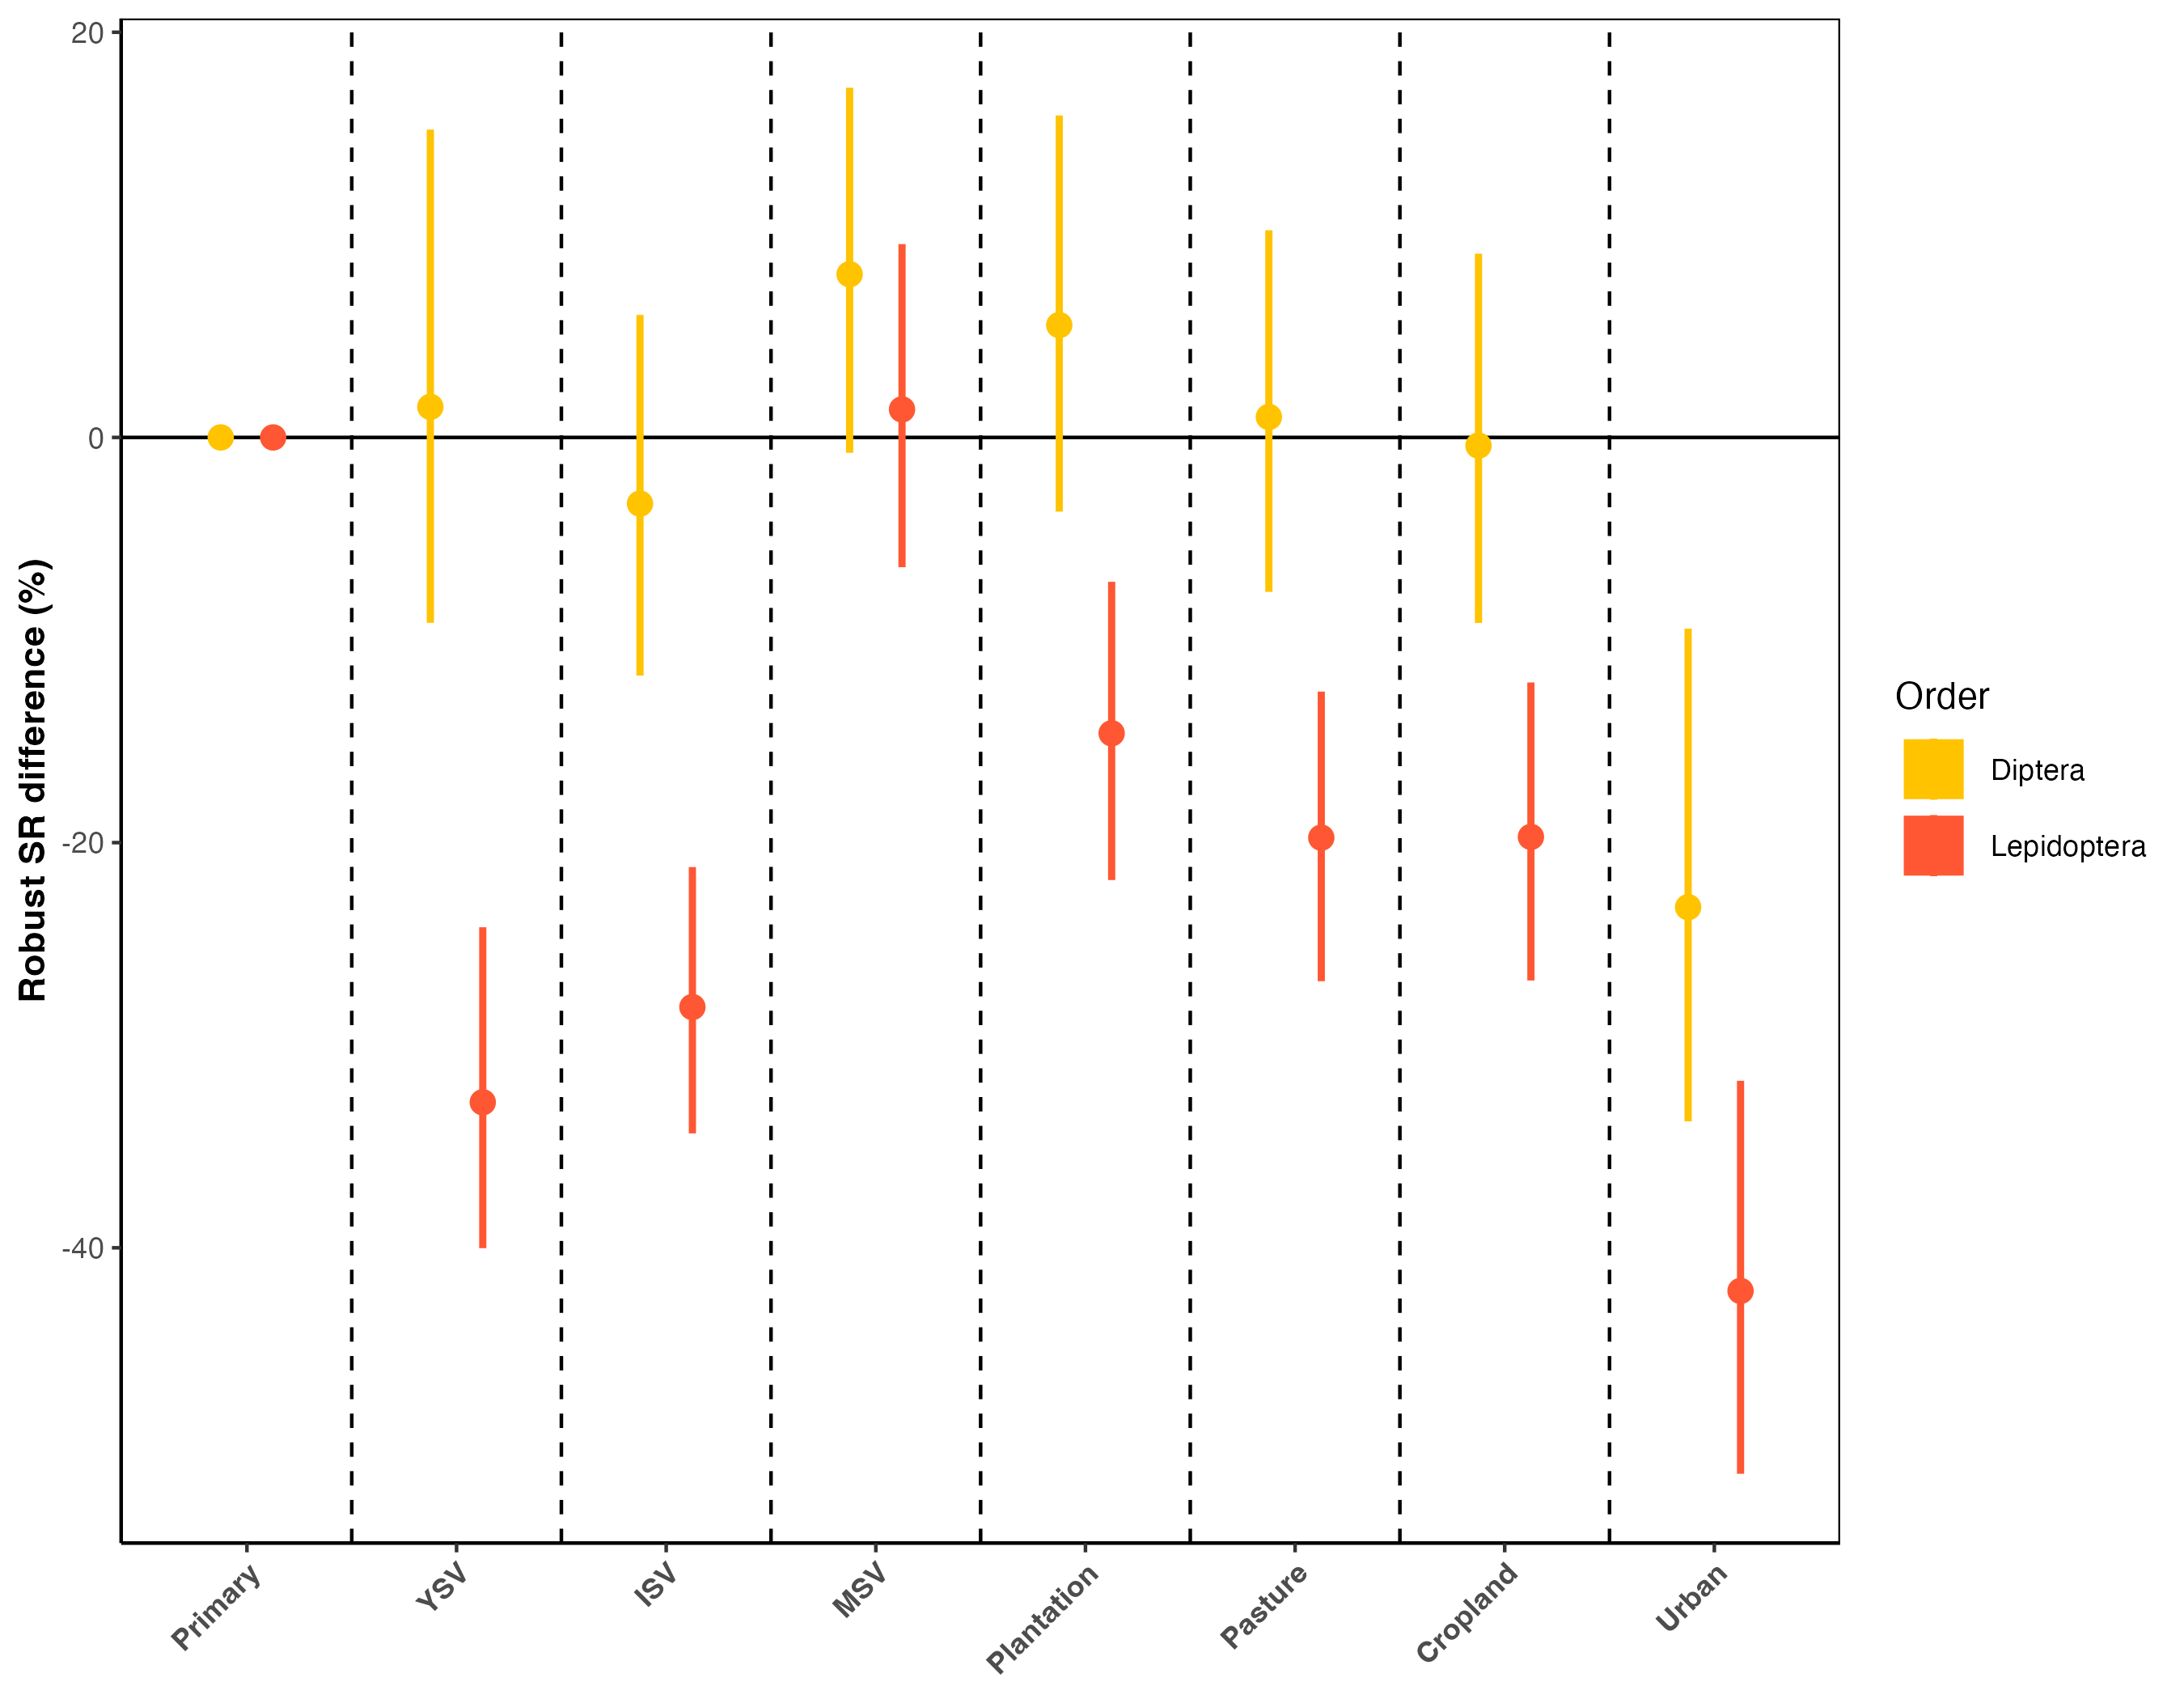 20
0
-20
-40
Robust SR difference (%)
Primary
YSV
ISV
MSV
Plantation
Pasture
Cropland
Urban
Order
Diptera
Lepidoptera